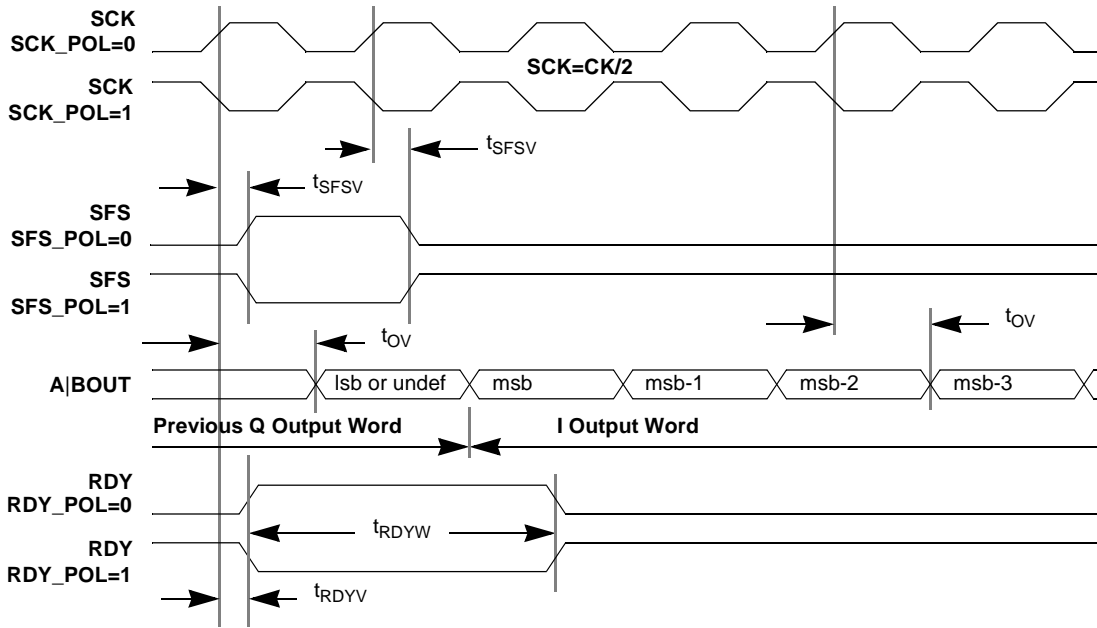 SCK
SCK_POL=0
SCK=CK/2
SCK
SCK_POL=1
tSFSV
tSFSV
SFS
SFS_POL=0
SFS
SFS_POL=1
tOV
tOV
A|BOUT
lsb or undef
msb
msb-1
msb-2
msb-3
Previous Q Output Word
I Output Word
RDY
RDY_POL=0
tRDYW
RDY
RDY_POL=1
tRDYV